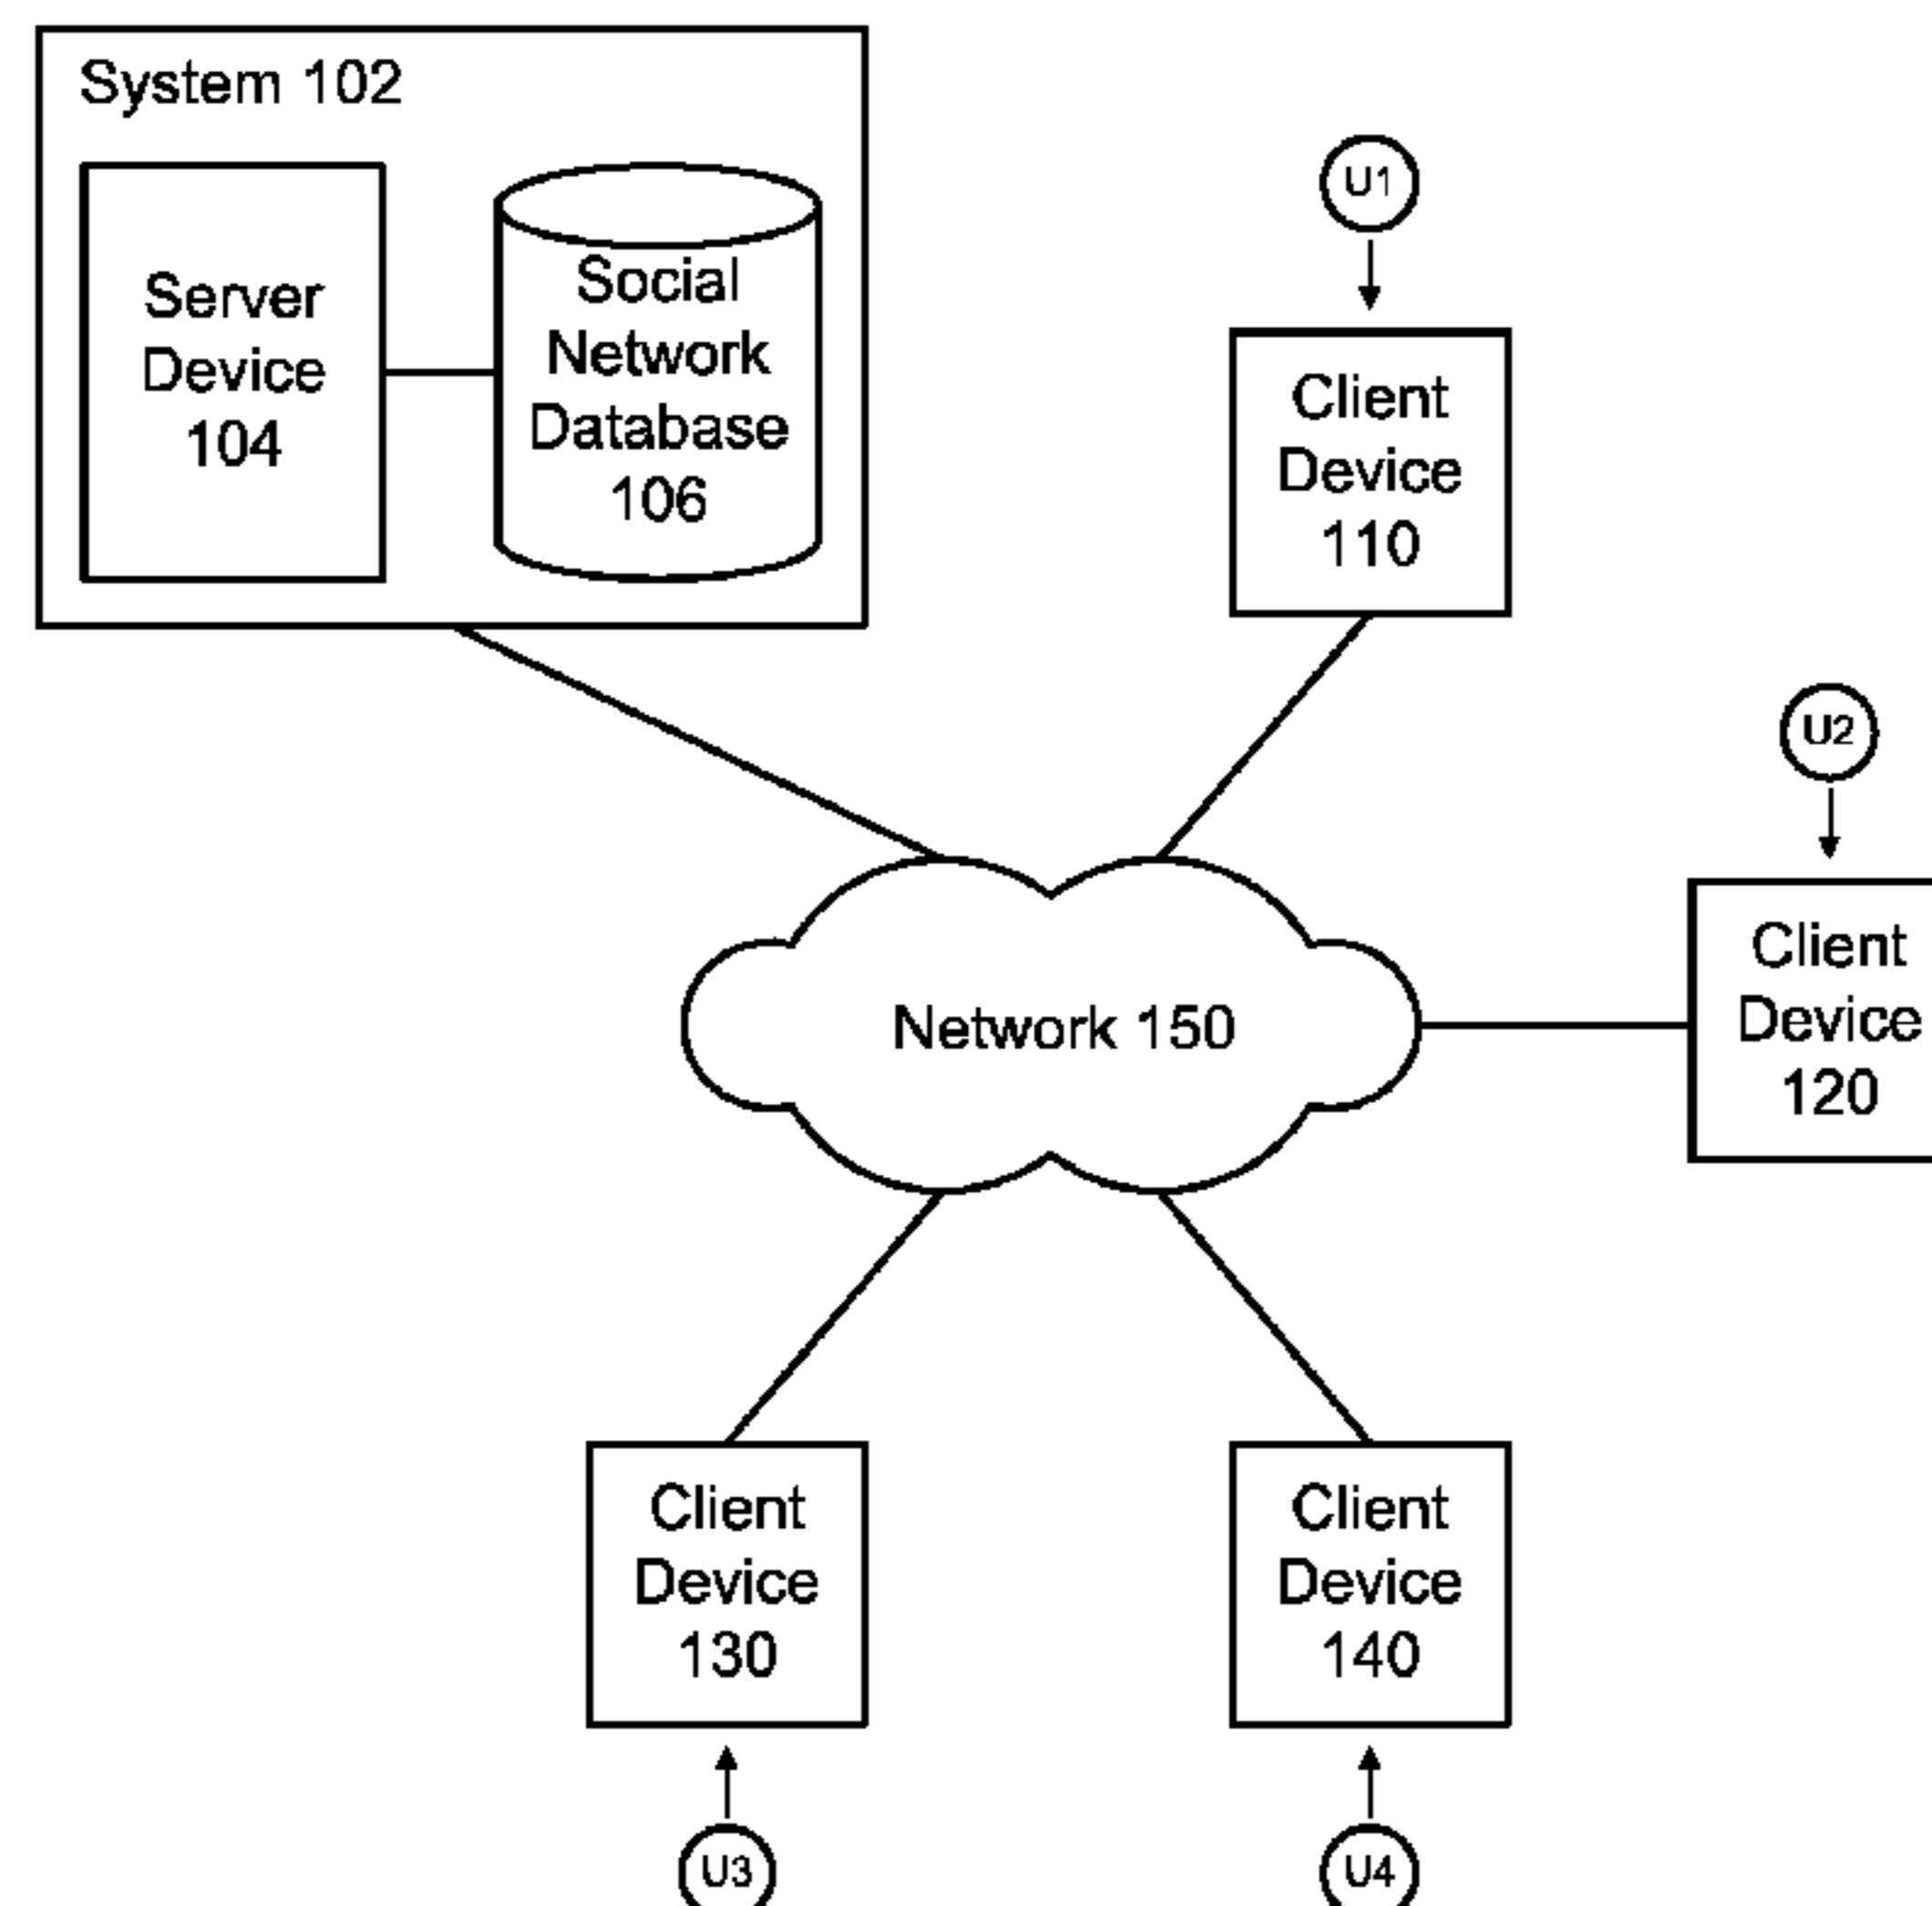 System 102
Server
Device
104
Social
Network
Database
106
U1
Client
Device
110
U2
Client
Device
120
Network 150
Client
Device
130
Client
Device
140
U3
U4